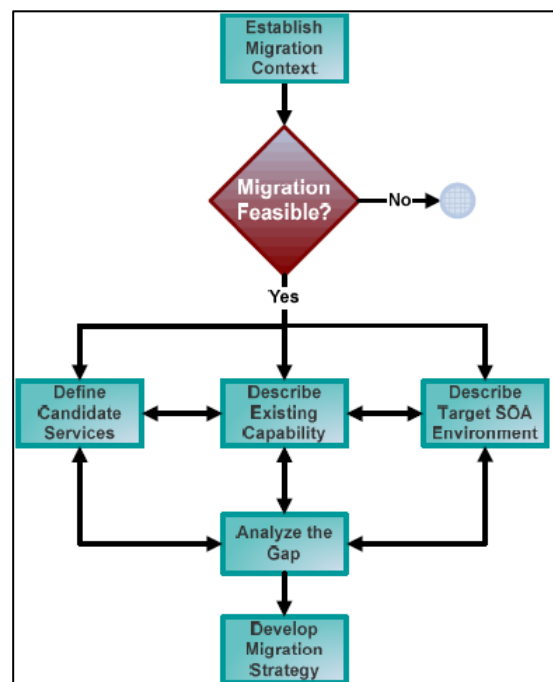 Establish
Migration
Context
Migration
Feasible?
No
Yes
Define
Candidate
Services
Describe
Existing
Capability
Describe
Target SOA
Environment
Analyze the
Gap
Develop
Migration
Strategy